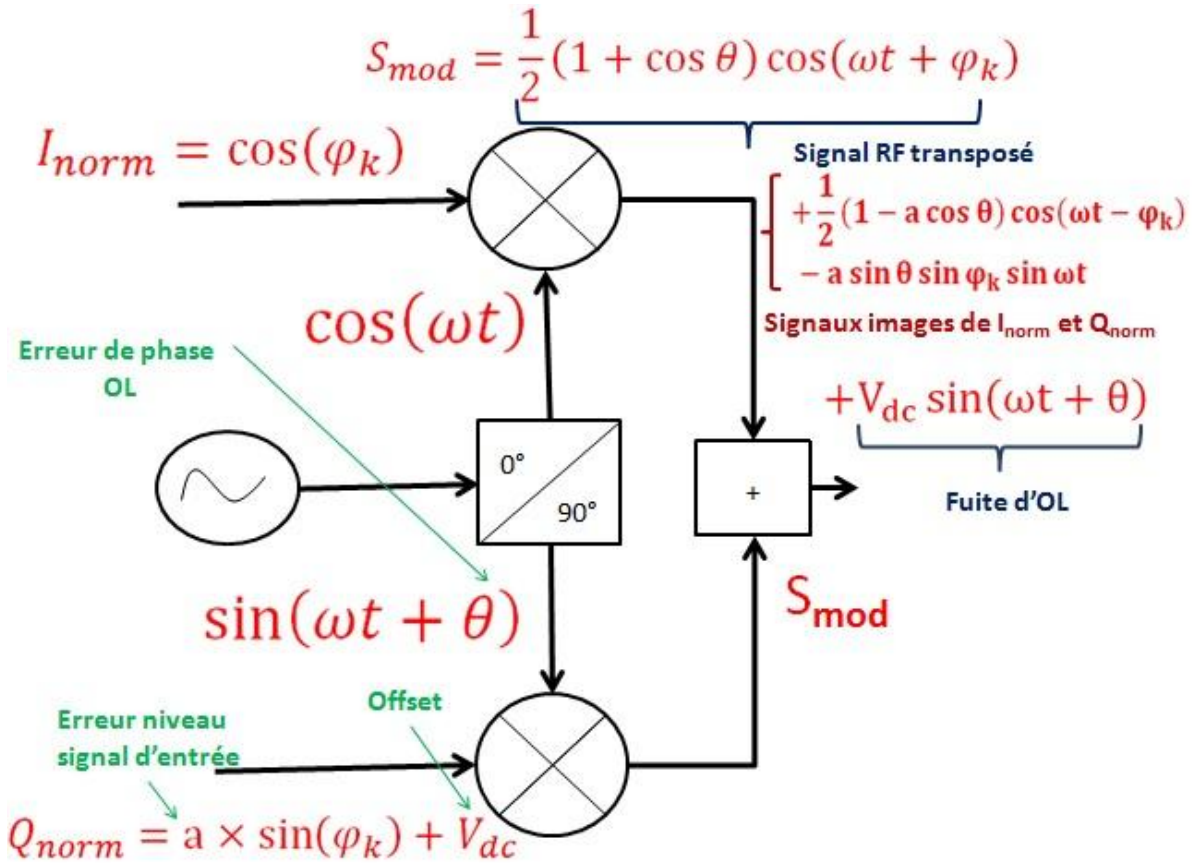 S_mod = 1/2 (1 + cos θ) cos(ωt + φ_k)
Signal RF transposé
I_norm = cos(φ_k)
+ 1/2 (1 − a cos θ) cos(ωt − φ_k)
− a sin θ sin φ_k sin ωt
Signaux images de I_norm et Q_norm
cos(ωt)
Erreur de phase
OL
+V_dc sin(ωt + θ)
Fuite d'OL
0°
90°
+
sin(ωt + θ)
S_mod
Offset
Erreur niveau
signal d'entrée
Q_norm = a × sin(φ_k) + V_dc